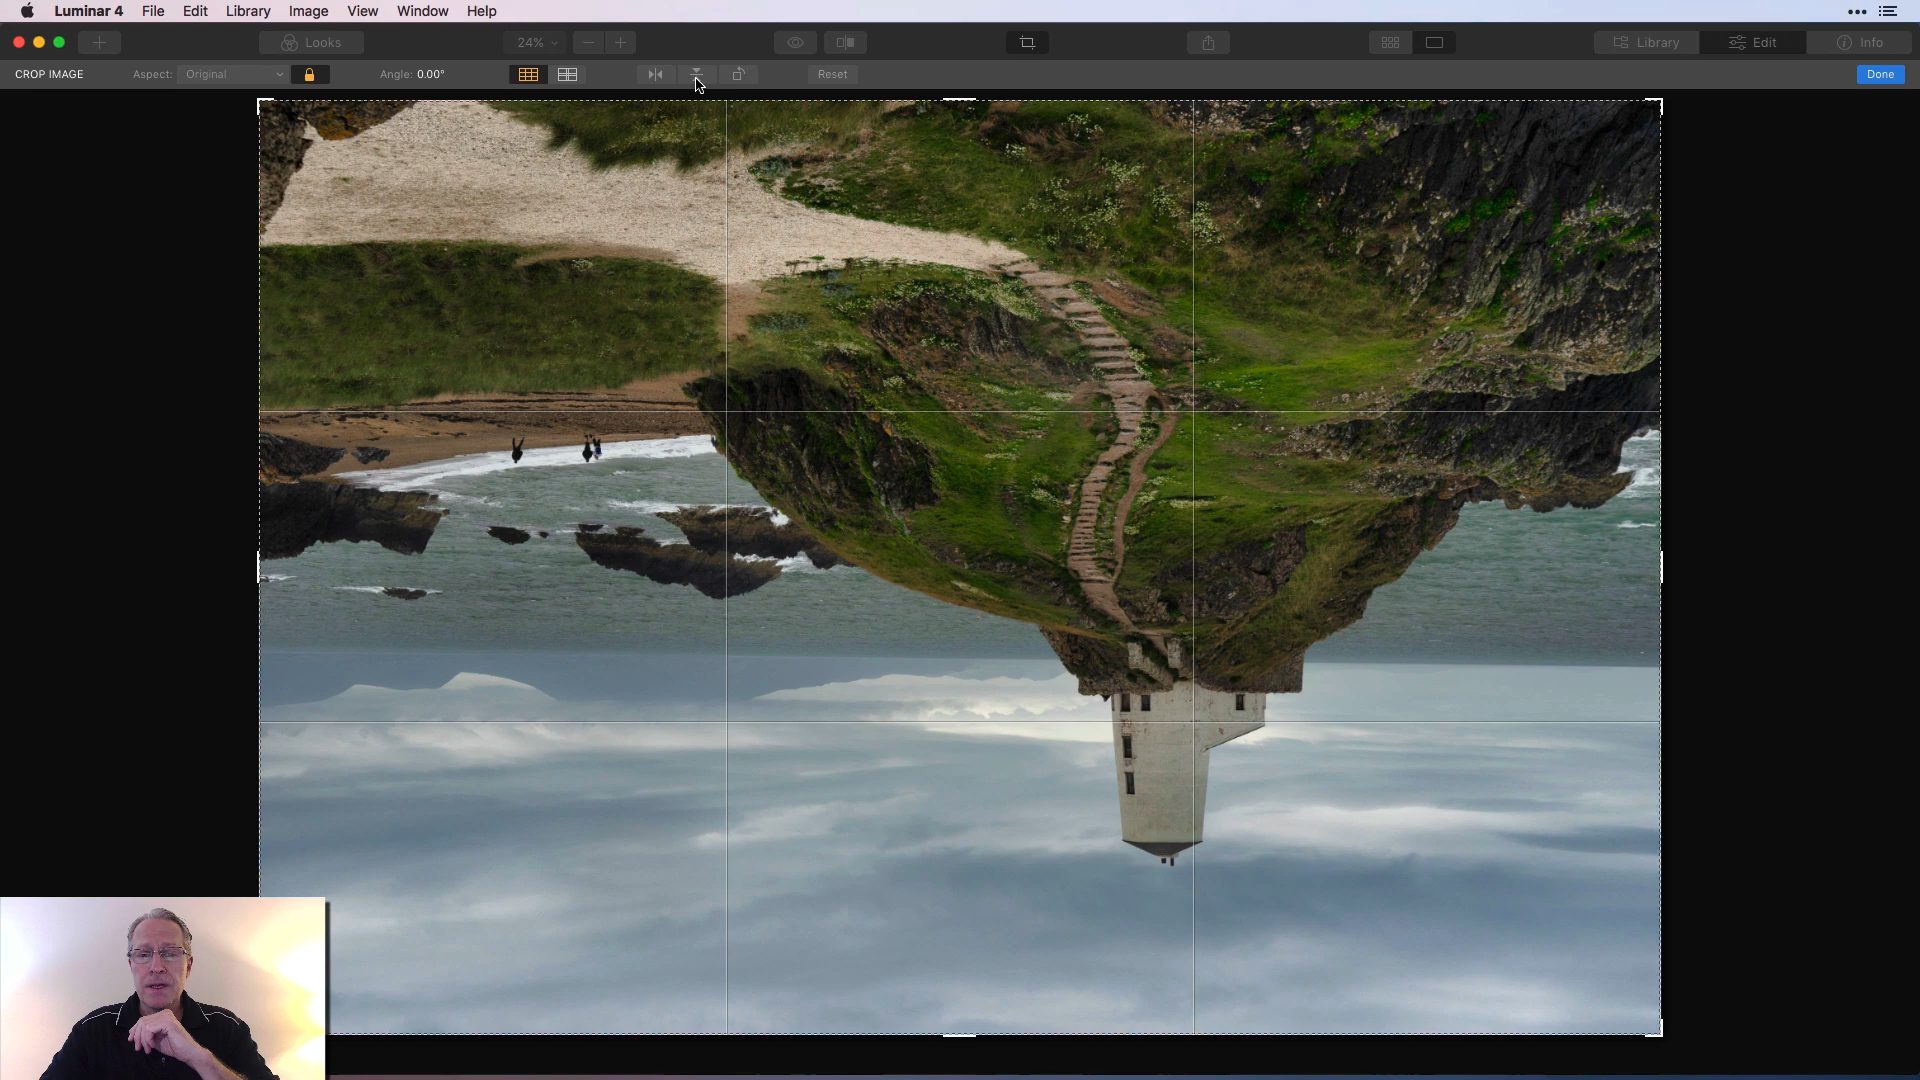 Luminar 4 File Edit Library Image View Window Help
Looks 24% Library Edit Info
CROP IMAGE Aspect: Original Angle: 0.00° Reset Done